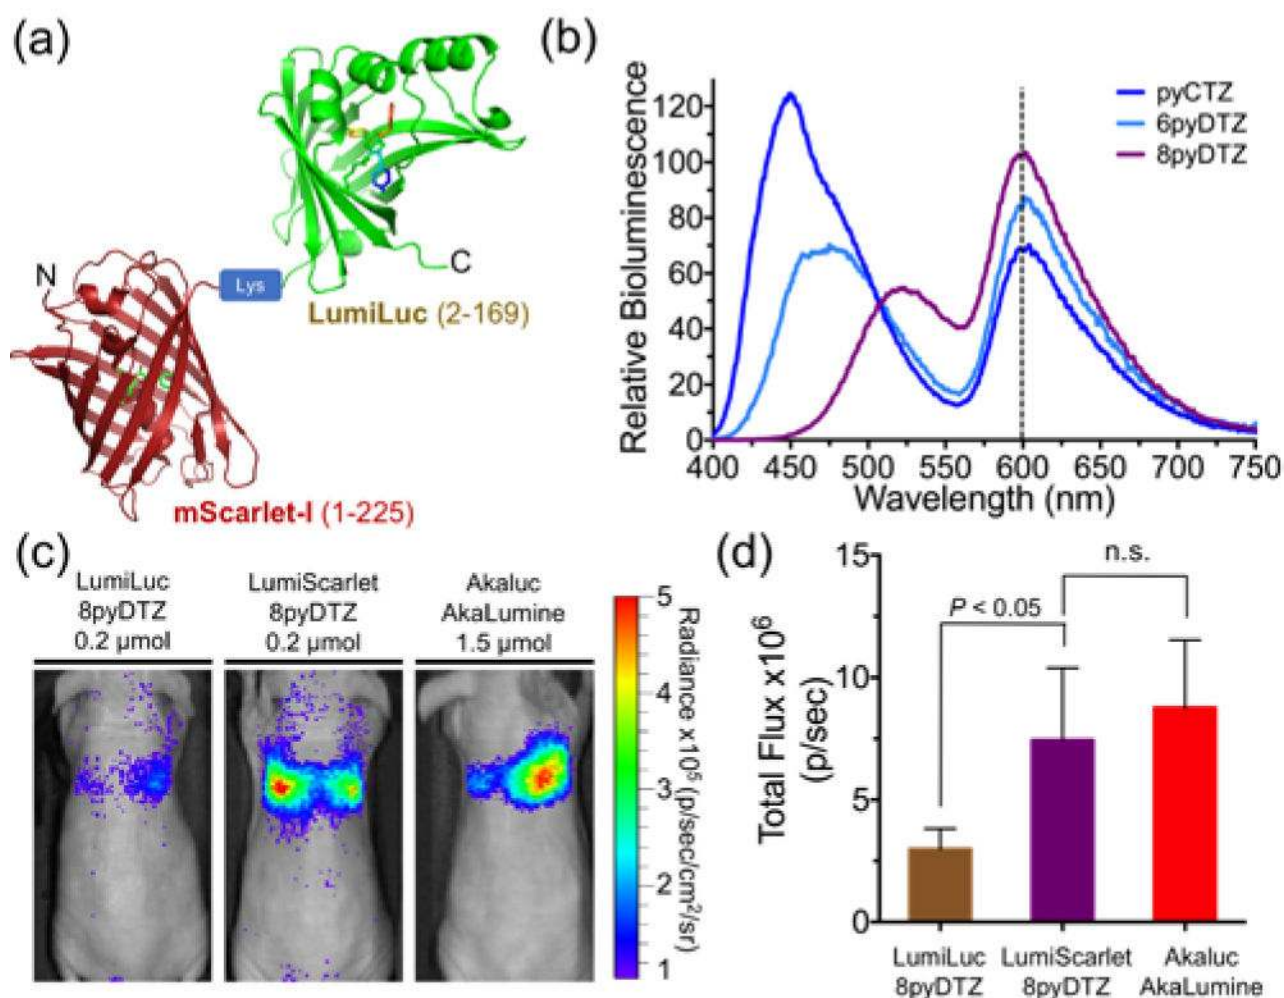 (a)
N
Lys
C
LumiLuc (2-169)
mScarlet-I (1-225)
(b)
Relative Bioluminescence
120
100
80
60
40
20
0
400 450 500 550 600 650 700 750
Wavelength (nm)
pyCTZ
6pyDTZ
8pyDTZ
(c)
LumiLuc
8pyDTZ
0.2 µmol
LumiScarlet
8pyDTZ
0.2 µmol
Akaluc
AkaLumine
1.5 µmol
5
4
3
2
1
Radiance x10⁵ (p/sec/cm²/sr)
(d)
Total Flux x10⁶
(p/sec)
15
10
5
0
P < 0.05
n.s.
LumiLuc
8pyDTZ
LumiScarlet
8pyDTZ
Akaluc
AkaLumine